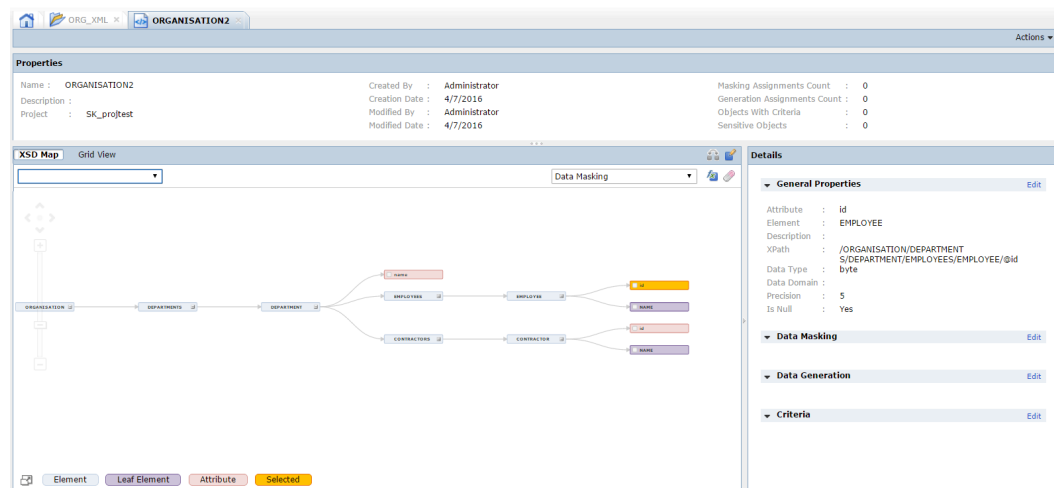 ORG_XML × ORGANISATION2
Actions
Properties
Name : ORGANISATION2 Created By : Administrator Masking Assignments Count : 0
Description : Creation Date : 4/7/2016 Generation Assignments Count : 0
Project : SK_projtest Modified By : Administrator Objects With Criteria : 0
Modified Date : 4/7/2016 Sensitive Objects : 0
XSD Map Grid View
Data Masking
name
id
EMPLOYEES EMPLOYEE
ORGANISATION DEPARTMENTS DEPARTMENT NAME
id
CONTRACTORS CONTRACTOR
NAME
Element Leaf Element Attribute Selected
Details
General Properties Edit
Attribute : id
Element : EMPLOYEE
Description :
XPath : /ORGANISATION/DEPARTMENT
S/DEPARTMENT/EMPLOYEES/EMPLOYEE/@id
Data Type : byte
Data Domain :
Precision : 5
Is Null : Yes
Data Masking Edit
Data Generation Edit
Criteria Edit